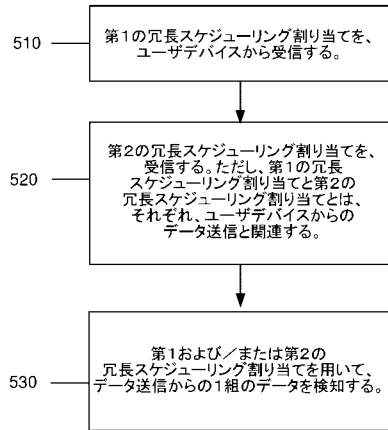 510
第1の冗長スケジューリング割り当てを、
ユーザデバイスから受信する。
520
第2の冗長スケジューリング割り当てを、
受信する。ただし、第1の冗長
スケジューリング割り当てと第2の
冗長スケジューリング割り当てとは、
それぞれ、ユーザデバイスからの
データ送信と関連する。
530
第1および/または第2の
冗長スケジューリング割り当てを用いて、
データ送信からの1組のデータを検知する。